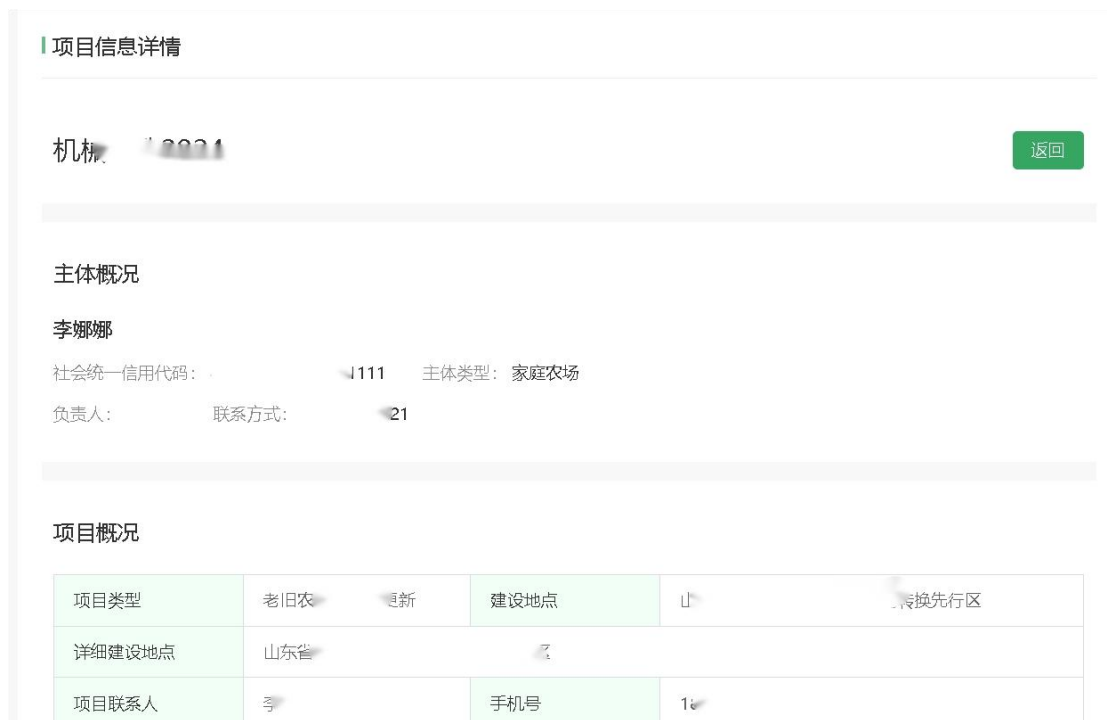 项目信息详情
机
返回
主体概况
李娜娜
社会统一信用代码： 111 主体类型： 家庭农场
负责人： 联系方式： 21
项目概况
项目类型 老旧农 更新 建设地点 换先行区
详细建设地点 山东省
项目联系人 李 手机号 1